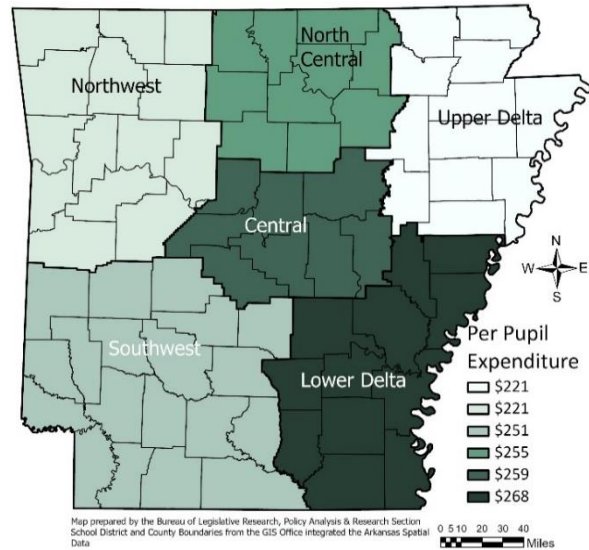 North
Central
Northwest
Upper Delta
Central
N
W E
S
Southwest
Lower Delta
Per Pupil
Expenditure
$221
$221
$251
$255
$259
$268
Map prepared by the Bureau of Legislative Research, Policy Analysis & Research Section
School District and County Boundaries from the GIS Office integrated the Arkansas Spatial
Data
0 5 10 20 30 40
Miles